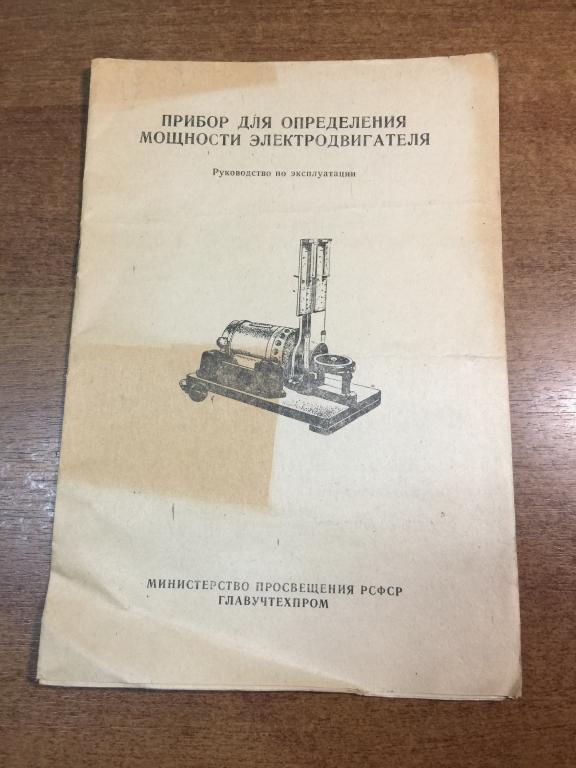 ПРИБОР ДЛЯ ОПРЕДЕЛЕНИЯ
МОЩНОСТИ ЭЛЕКТРОДВИГАТЕЛЯ
Руководство по эксплуатации
МИНИСТЕРСТВО ПРОСВЕЩЕНИЯ РСФСР
ГЛАВУЧТЕХПРОМ